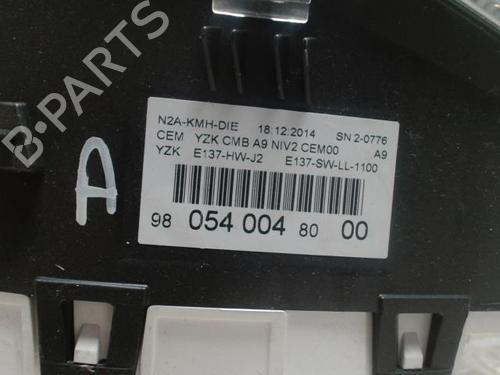 N2A-KMH-DIE 18:12:2014 SN 2-0776
CEM YZK CMB A9 NIV2 CEM00 A9
YZK E137-HW-J2 E137-SW-LL-1100
98 054 004 80 00
A
B-PARTS